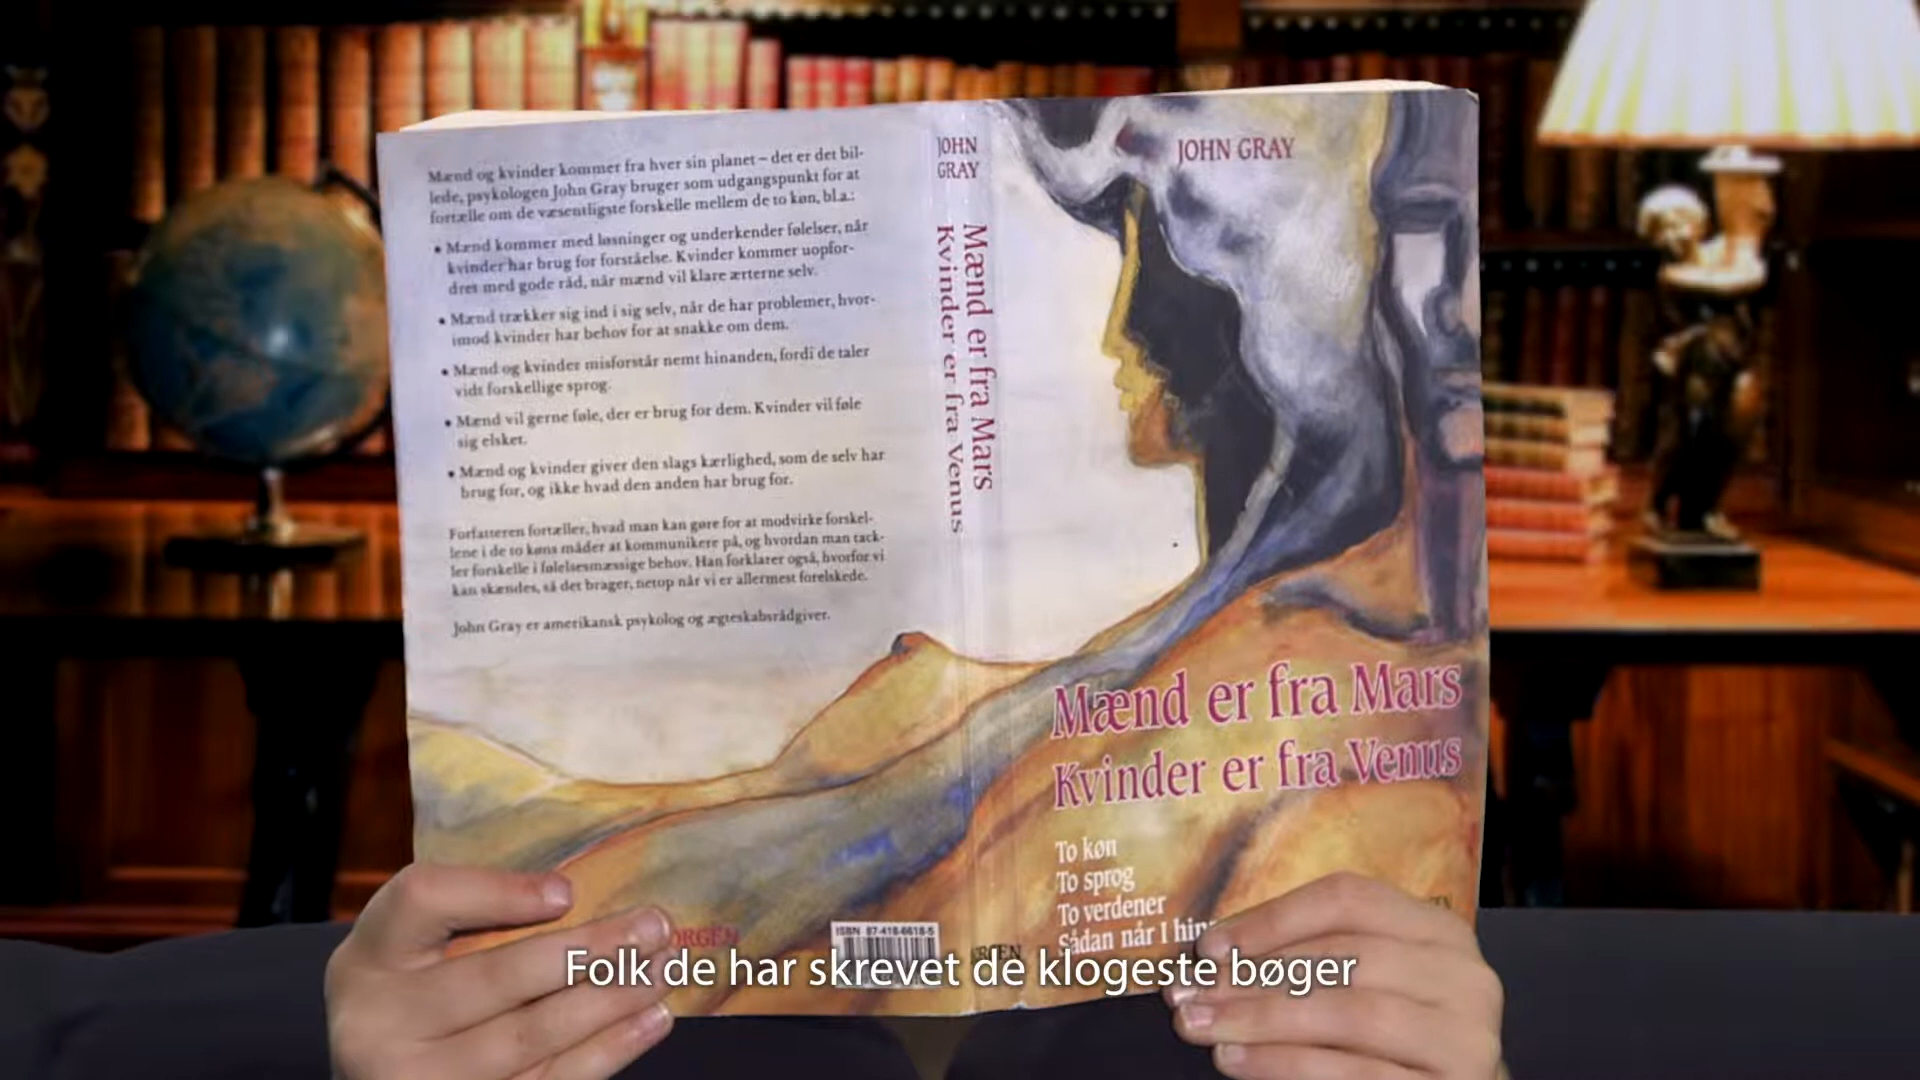 Mænd og kvinder kommer fra hver sin planet – det er det bil-
lede, psykologen John Gray bruger som udgangspunkt for at
fortælle om de væsentligste forskelle mellem de to køn, bl.a.:
• Mænd kommer med løsninger og underkender følelser, når
kvinder har brug for forståelse. Kvinder kommer uopfor-
dret med gode råd, når mænd vil klare ærterne selv.
• Mænd trækker sig ind i sig selv, når de har problemer, hvor-
imod kvinder har behov for at snakke om dem.
• Mænd og kvinder misforstår nemt hinanden, fordi de taler
vidt forskellige sprog.
• Mænd vil gerne føle, der er brug for dem. Kvinder vil føle
sig elsket.
• Mænd og kvinder giver den slags kærlighed, som de selv har
brug for, og ikke hvad den anden har brug for.
Forfatteren fortæller, hvad man kan gøre for at modvirke forskel-
lene i de to køns måder at kommunikere på, og hvordan man tack-
ler forskelle i følelsesmæssige behov. Han forklarer også, hvorfor vi
kan skændes, så det brager, netop når vi er allermest forelskede.
John Gray er amerikansk psykolog og ægteskabsrådgiver.
ORGEN
ISBN 87-418-6618-5
JOHN
GRAY
Mænd er fra Mars
Kvinder er fra Venus
JOHN GRAY
Mænd er fra Mars
Kvinder er fra Venus
To køn
To sprog
To verdener
Sådan når I
Folk de har skrevet de klogeste bøger